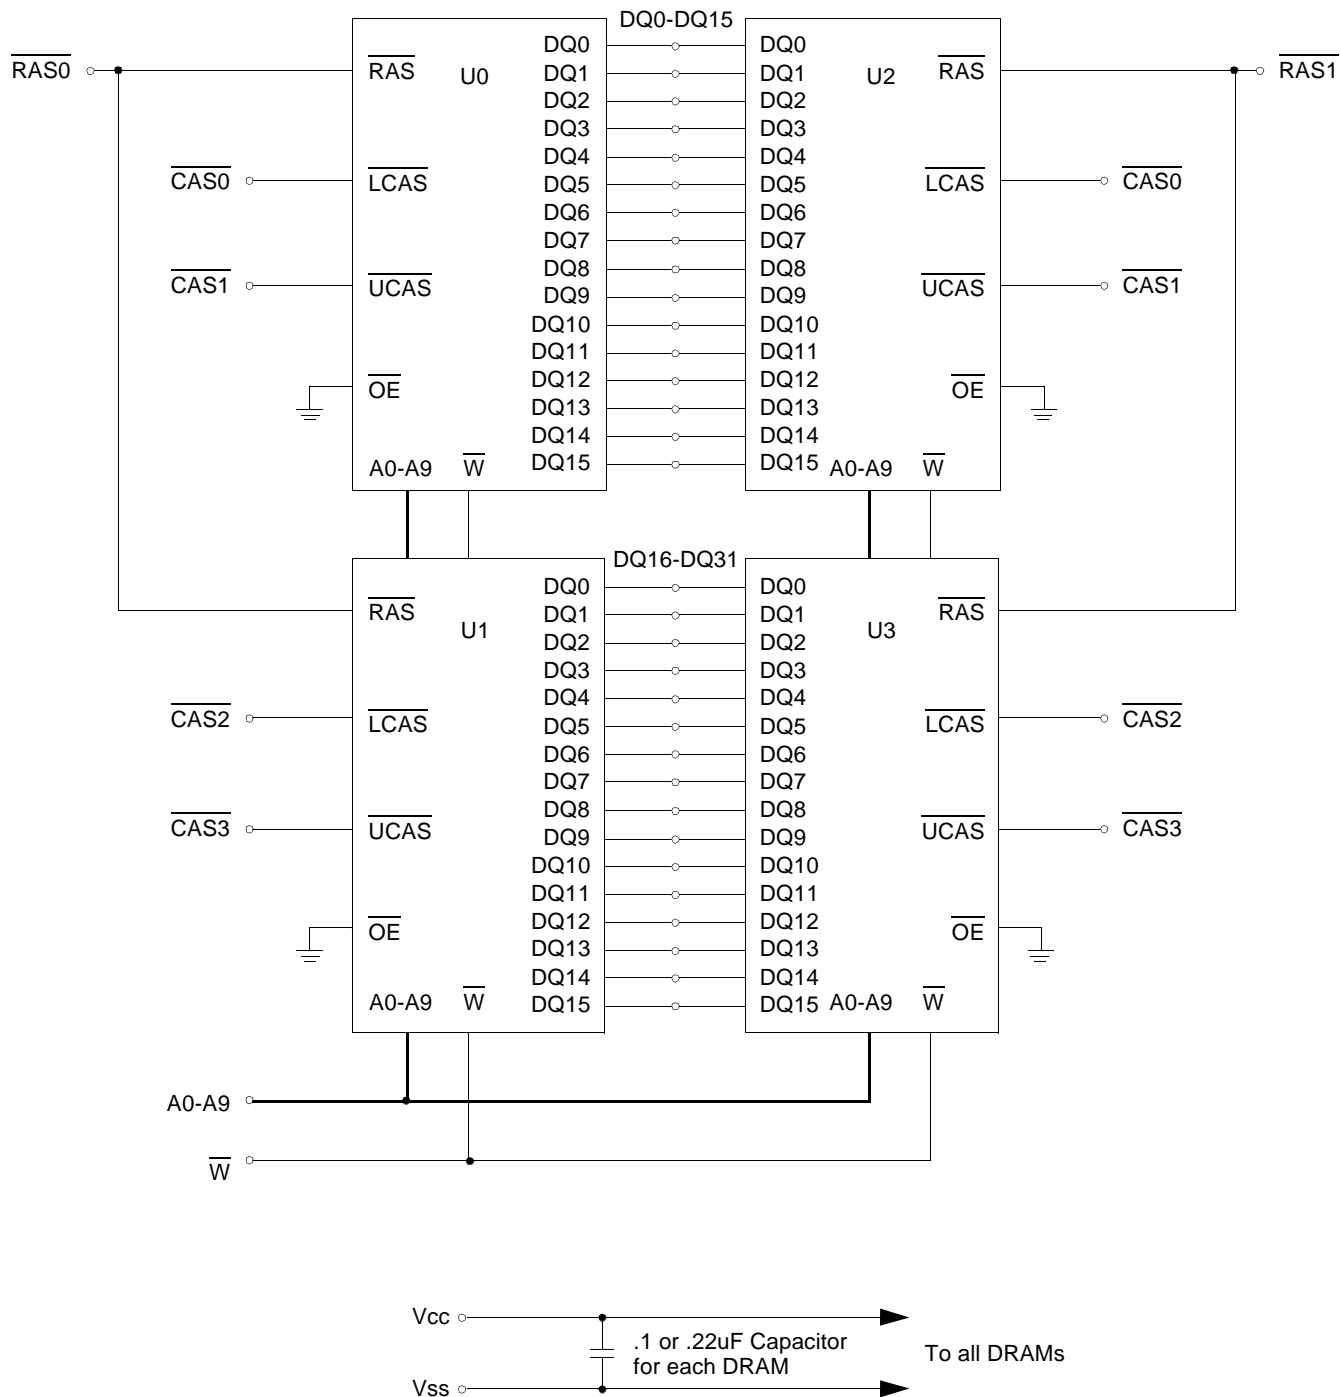 DQ0-DQ15
RAS0
RAS
U0
DQ0
DQ1
DQ2
DQ3
DQ4
DQ5
DQ6
DQ7
DQ8
DQ9
DQ10
DQ11
DQ12
DQ13
DQ14
DQ15
CAS0
LCAS
CAS1
UCAS
OE
A0-A9
W
DQ0
DQ1
DQ2
DQ3
DQ4
DQ5
DQ6
DQ7
DQ8
DQ9
DQ10
DQ11
DQ12
DQ13
DQ14
DQ15
U2
RAS
RAS1
LCAS
CAS0
UCAS
CAS1
OE
A0-A9
W
DQ16-DQ31
RAS
U1
DQ0
DQ1
DQ2
DQ3
DQ4
DQ5
DQ6
DQ7
DQ8
DQ9
DQ10
DQ11
DQ12
DQ13
DQ14
DQ15
CAS2
LCAS
CAS3
UCAS
OE
A0-A9
W
DQ0
DQ1
DQ2
DQ3
DQ4
DQ5
DQ6
DQ7
DQ8
DQ9
DQ10
DQ11
DQ12
DQ13
DQ14
DQ15
U3
RAS
LCAS
CAS2
UCAS
CAS3
OE
A0-A9
W
A0-A9
W
Vcc
.1 or .22uF Capacitor
for each DRAM
To all DRAMs
Vss